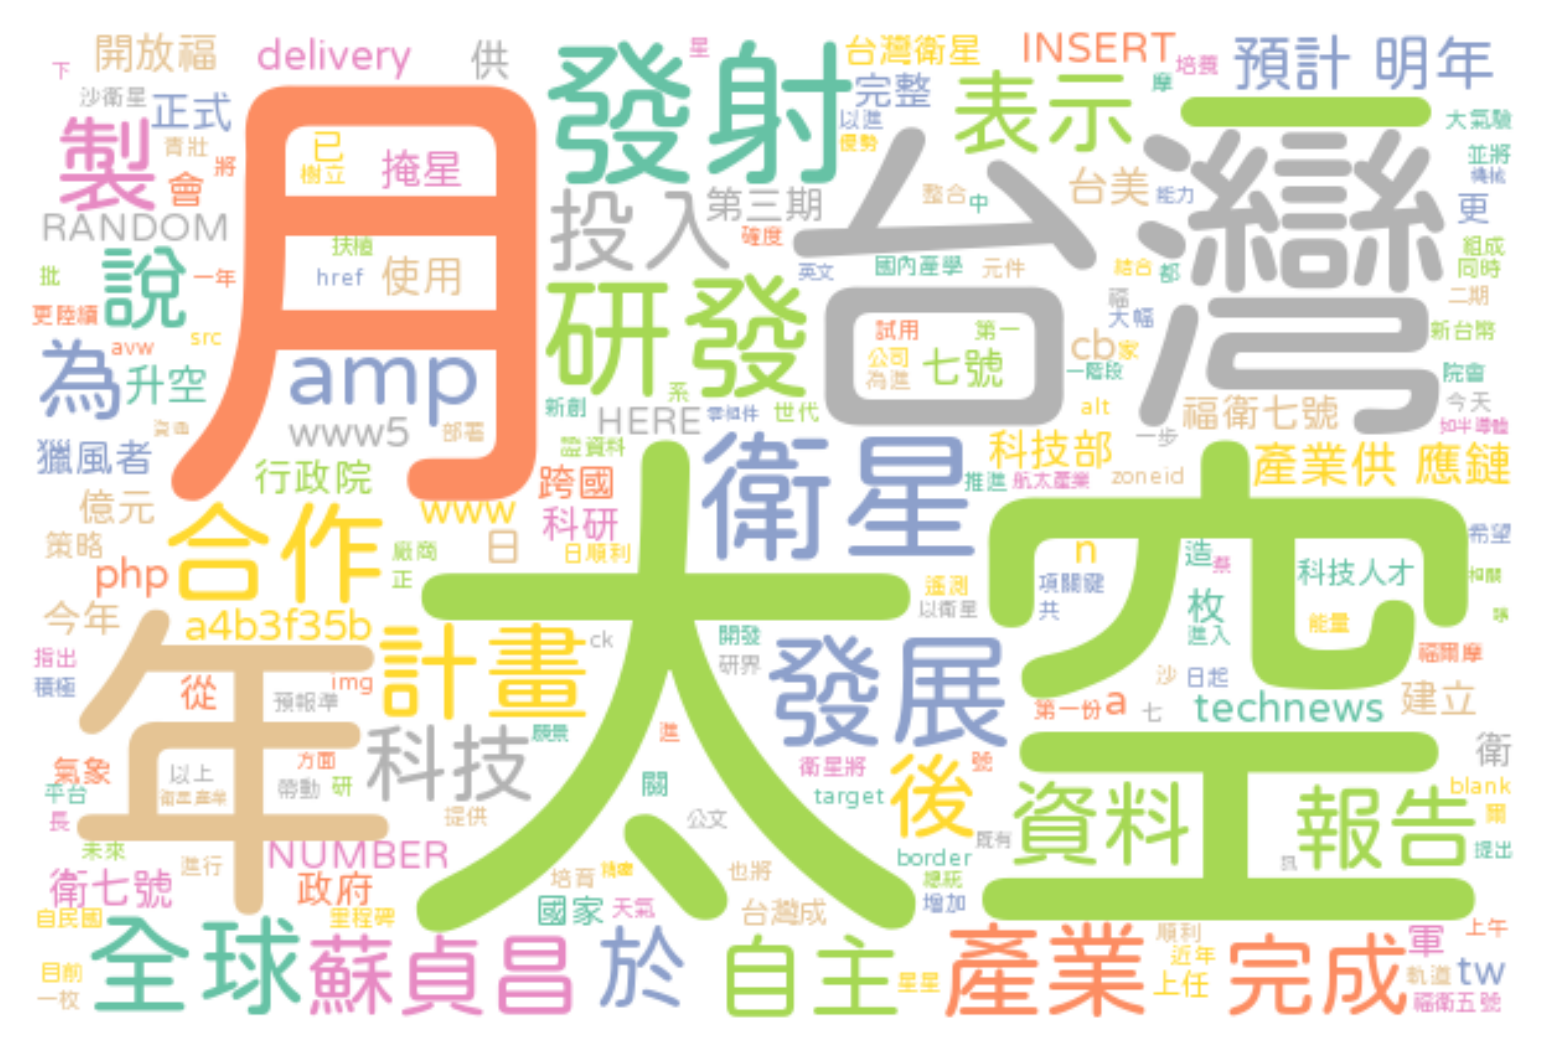 下 開放福 delivery 供 發射 星 台灣衛星 INSERT 培養 預計 明年
沙衛星 正式 月 完整 表示 摩 一
製 青壯 將 已 掩星 以進 優勢 台灣 大氣驗
樹立 會 投入 第三期 整合 中 台美 能力 並將
機械 更
RANDOM 扶植 確度 組成
批 說 一年 href 使用 研發 英文 國內產學 元件 結合 都 同時
更陸續 src 福 大幅 二期
avw 試用 第一 新台幣
為 升空 amp 公司 七號 cb 家
為進 一階段 院會
系 新創 HERE 零組件 世代 alt 福衛七號 今天
www5 部署 一步 如半導體
獵風者 行政院 證資料 衛星 科技部 產業供 應鏈
跨國 推進 航太產業 zoneid
億元 合作 www 科研 太空 希望
策略 廠商 日 日順利 n 造 蔡
php 正 遙測 項關鍵 科技人才
今年 a4b3f35b 以衛星 共 枚 能量
年 計畫 ck 開發 進入
指出 研界 發展 沙 日起 福爾摩
積極 從 img 預報準
第一份 a 七 technews 建立
科技 願景 進
氣象 以上 方面 衛星將 後 號 衛
平台 帶動 研 關 target 資料 報告 blank
長 提供 公文 既有 爾
未來 進行 NUMBER border 訊 提出
衛七號 政府 培育 也將 總統
國家 天氣 台灣成 增加
自民國 里程碑 順利 軍 上午
全球 蘇貞昌 於 自主 產業 近年 完成
目前 星星 上任 軌道 tw
一枚 福衛五號